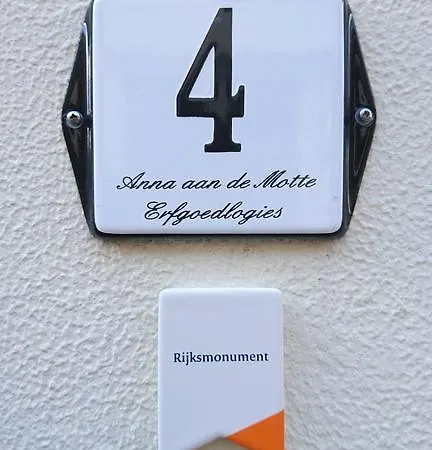 4
Anna aan de Motte
Erfgoedlogies
Rijksmonument